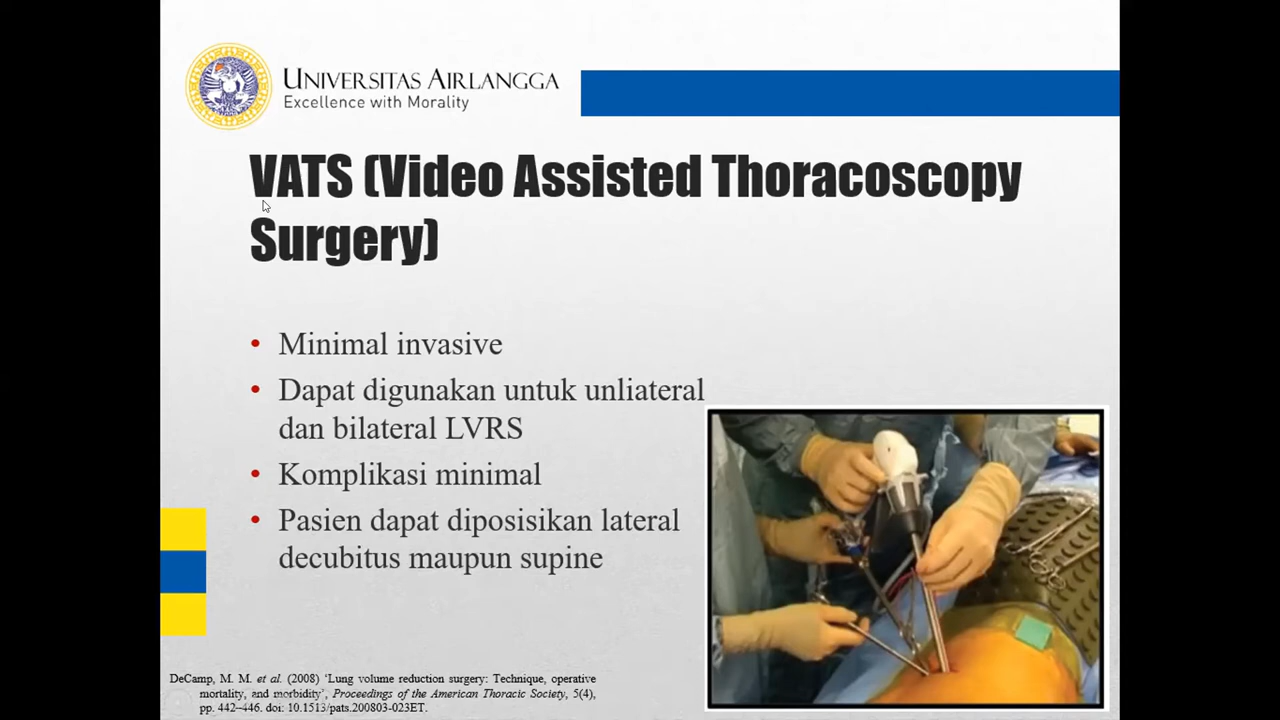 UNIVERSITAS AIRLANGGA
Excellence with Morality
VATS (Video Assisted Thoracoscopy
Surgery)
• Minimal invasive
• Dapat digunakan untuk unliateral
dan bilateral LVRS
• Komplikasi minimal
• Pasien dapat diposisikan lateral
decubitus maupun supine
DeCamp, M. M. et al. (2008) ‘Lung volume reduction surgery: Technique, operative
mortality, and morbidity’, Proceedings of the American Thoracic Society, 5(4),
pp. 442–446. doi: 10.1513/pats.200803-023ET.